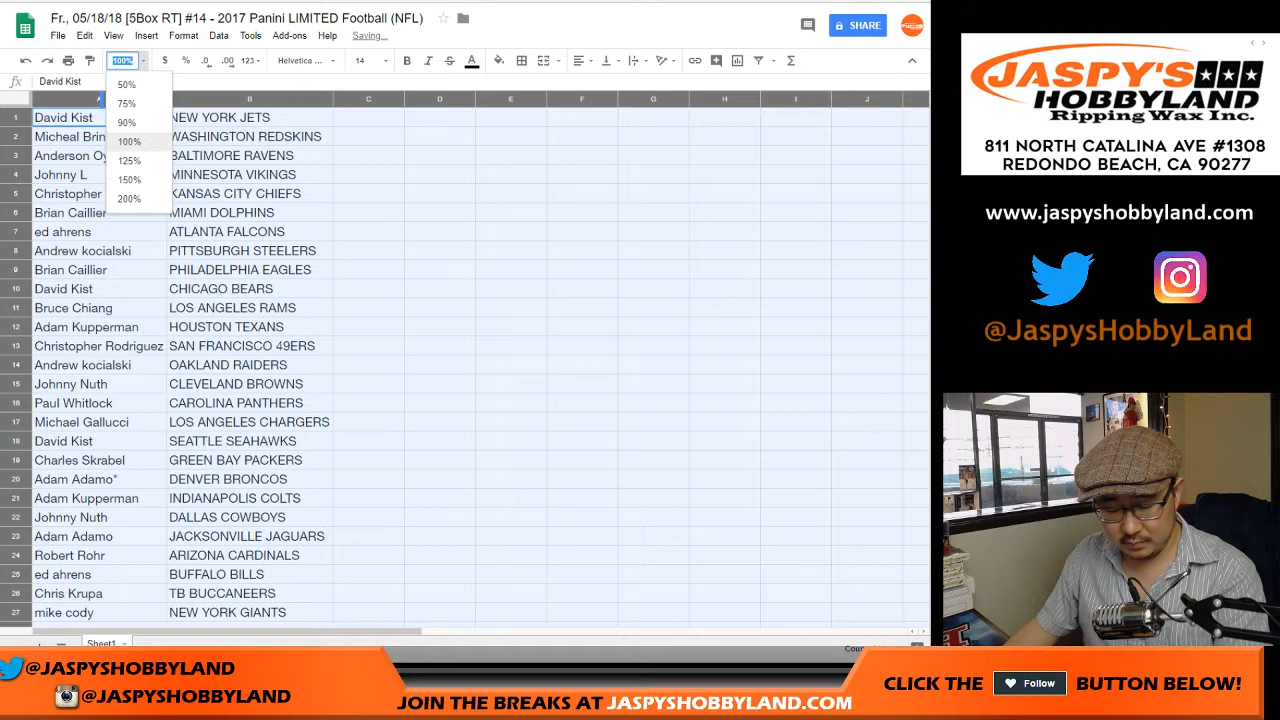 Fr., 05/18/18 [5Box RT] #14 - 2017 Panini LIMITED Football (NFL)
File Edit View Insert Format Data Tools Add-ons Help Saving...
SHARE
100% $ % .0 .00 123 Helvetica ... 14
fx David Kist
50%
75%
90%
100%
125%
150%
200%
A B C D E F G H I J
1 David Kist NEW YORK JETS
2 Micheal Brin WASHINGTON REDSKINS
3 Anderson Oy BALTIMORE RAVENS
4 Johnny L MINNESOTA VIKINGS
5 Christopher KANSAS CITY CHIEFS
6 Brian Caillier MIAMI DOLPHINS
7 ed ahrens ATLANTA FALCONS
8 Andrew kocialski PITTSBURGH STEELERS
9 Brian Caillier PHILADELPHIA EAGLES
10 David Kist CHICAGO BEARS
11 Bruce Chiang LOS ANGELES RAMS
12 Adam Kupperman HOUSTON TEXANS
13 Christopher Rodriguez SAN FRANCISCO 49ERS
14 Andrew kocialski OAKLAND RAIDERS
15 Johnny Nuth CLEVELAND BROWNS
16 Paul Whitlock CAROLINA PANTHERS
17 Michael Gallucci LOS ANGELES CHARGERS
18 David Kist SEATTLE SEAHAWKS
19 Charles Skrabel GREEN BAY PACKERS
20 Adam Adamo* DENVER BRONCOS
21 Adam Kupperman INDIANAPOLIS COLTS
22 Johnny Nuth DALLAS COWBOYS
23 Adam Adamo JACKSONVILLE JAGUARS
24 Robert Rohr ARIZONA CARDINALS
25 ed ahrens BUFFALO BILLS
26 Chris Krupa TB BUCCANEERS
27 mike cody NEW YORK GIANTS
Sheet1
JASPY'S
HOBBYLAND
Ripping Wax Inc.
811 NORTH CATALINA AVE #1308
REDONDO BEACH, CA 90277
www.jaspyshobbyland.com
@JaspysHobbyLand
@JASPYSHOBBYLAND
@JASPYSHOBBYLAND
JOIN THE BREAKS AT JASPYSHOBBYLAND.COM
CLICK THE Follow BUTTON BELOW!